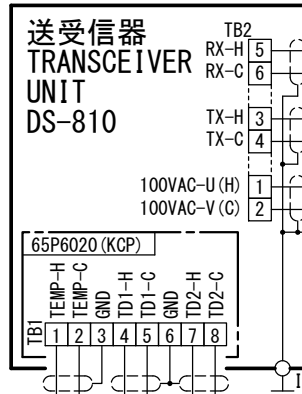 送受信器
TRANSCEIVER
UNIT
DS-810
TB2
RX-H 5
RX-C 6
TX-H 3
TX-C 4
100VAC-U(H) 1
100VAC-V(C) 2
65P6020(KCP)
TB1
TEMP-H
TEMP-C
GND
TD1-H
TD1-C
GND
TD2-H
TD2-C
1 2 3 4 5 6 7 8